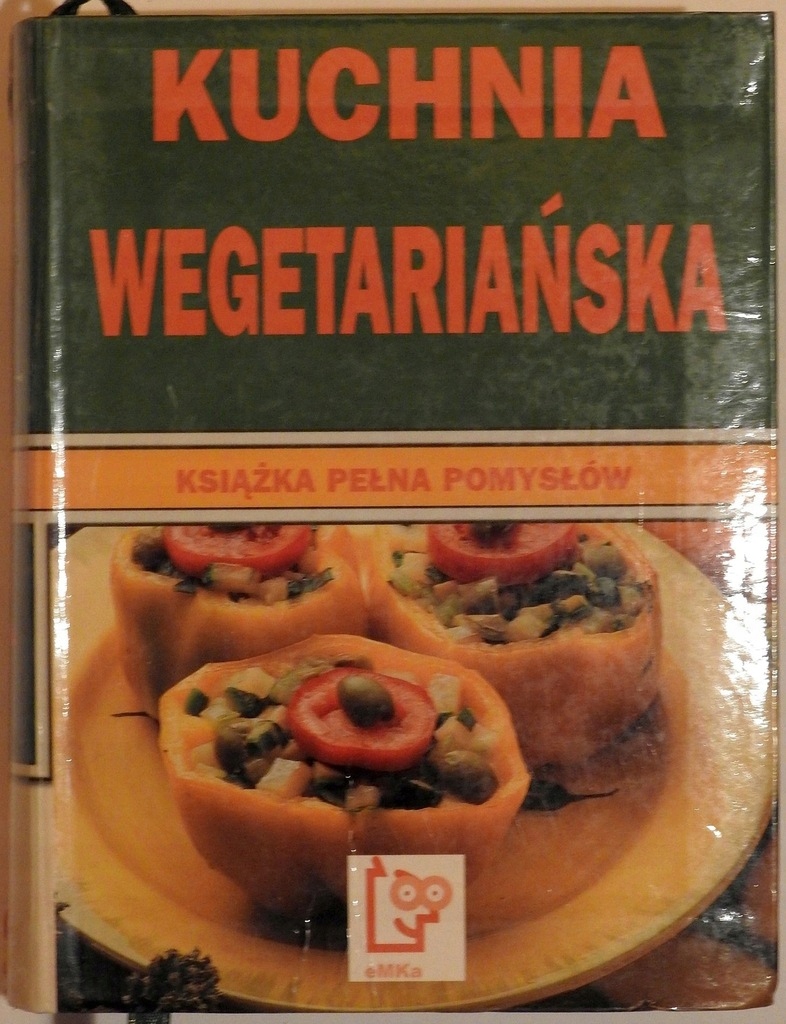 KUCHNIA
WEGETARIAŃSKA
KSIĄŻKA PEŁNA POMYSŁÓW
eMKa